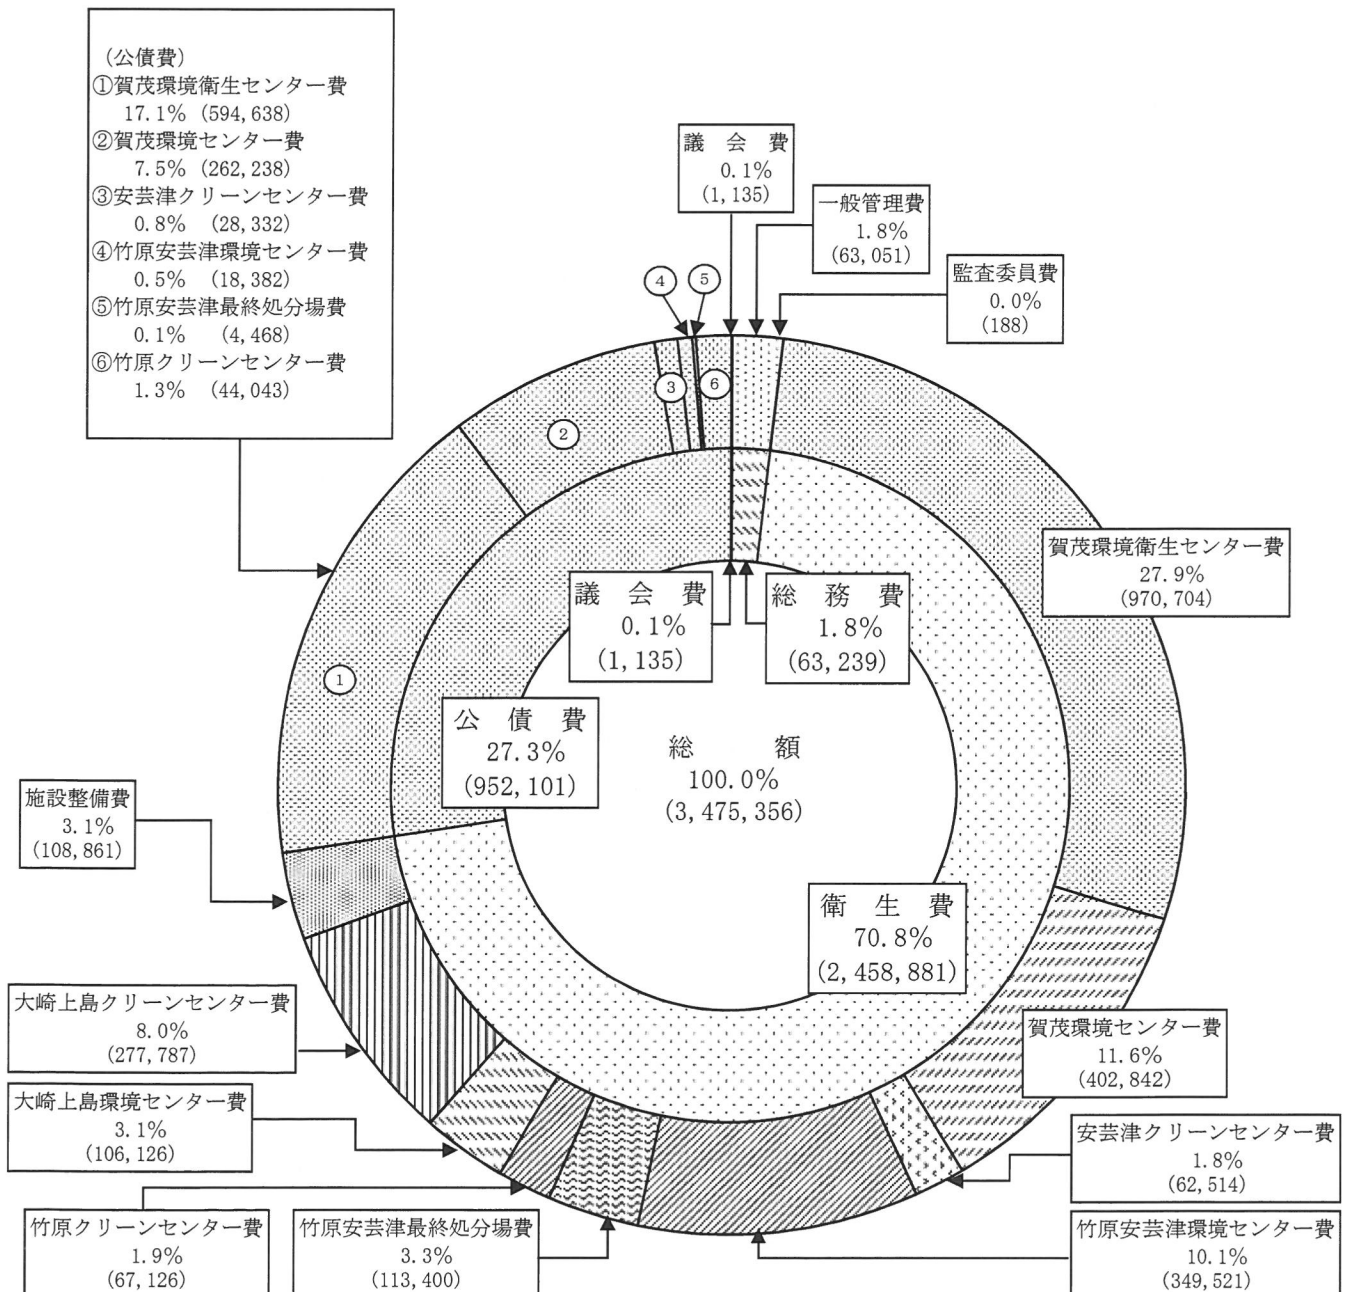 (公債費)
①賀茂環境衛生センター費
17.1% (594,638)
②賀茂環境センター費
7.5% (262,238)
③安芸津クリーンセンター費
0.8% (28,332)
④竹原安芸津環境センター費
0.5% (18,382)
⑤竹原安芸津最終処分場費
0.1% (4,468)
⑥竹原クリーンセンター費
1.3% (44,043)
議 会 費
0.1%
(1,135)
一般管理費
1.8%
(63,051)
監査委員費
0.0%
(188)
④
⑤
③
⑥
②
①
賀茂環境衛生センター費
27.9%
(970,704)
議 会 費
0.1%
(1,135)
総 務 費
1.8%
(63,239)
公 債 費
27.3%
(952,101)
総 額
100.0%
(3,475,356)
衛 生 費
70.8%
(2,458,881)
施設整備費
3.1%
(108,861)
大崎上島クリーンセンター費
8.0%
(277,787)
大崎上島環境センター費
3.1%
(106,126)
竹原クリーンセンター費
1.9%
(67,126)
竹原安芸津最終処分場費
3.3%
(113,400)
賀茂環境センター費
11.6%
(402,842)
安芸津クリーンセンター費
1.8%
(62,514)
竹原安芸津環境センター費
10.1%
(349,521)